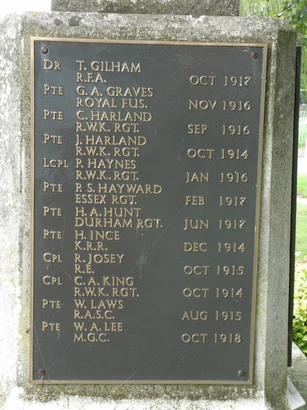 DR T. GILHAM
R.F.A. OCT 1917
PTE G. A. GRAVES
ROYAL FUS. NOV 1916
PTE C. HARLAND
R.W.K. RGT. SEP 1916
PTE J. HARLAND
R.W.K. RGT. OCT 1914
LCPL P. HAYNES
R.W.K. RGT. JAN 1916
PTE P. S. HAYWARD
ESSEX RGT. FEB 1917
PTE H. A. HUNT
DURHAM RGT. JUN 1917
PTE H. INCE
K.R.R. DEC 1914
CPL R. JOSEY
R.E. OCT 1915
CPL C. A. KING
R.W.K. RGT. OCT 1914
PTE W. LAWS
R.A.S.C. AUG 1915
PTE W. A. LEE
M.G.C. OCT 1918